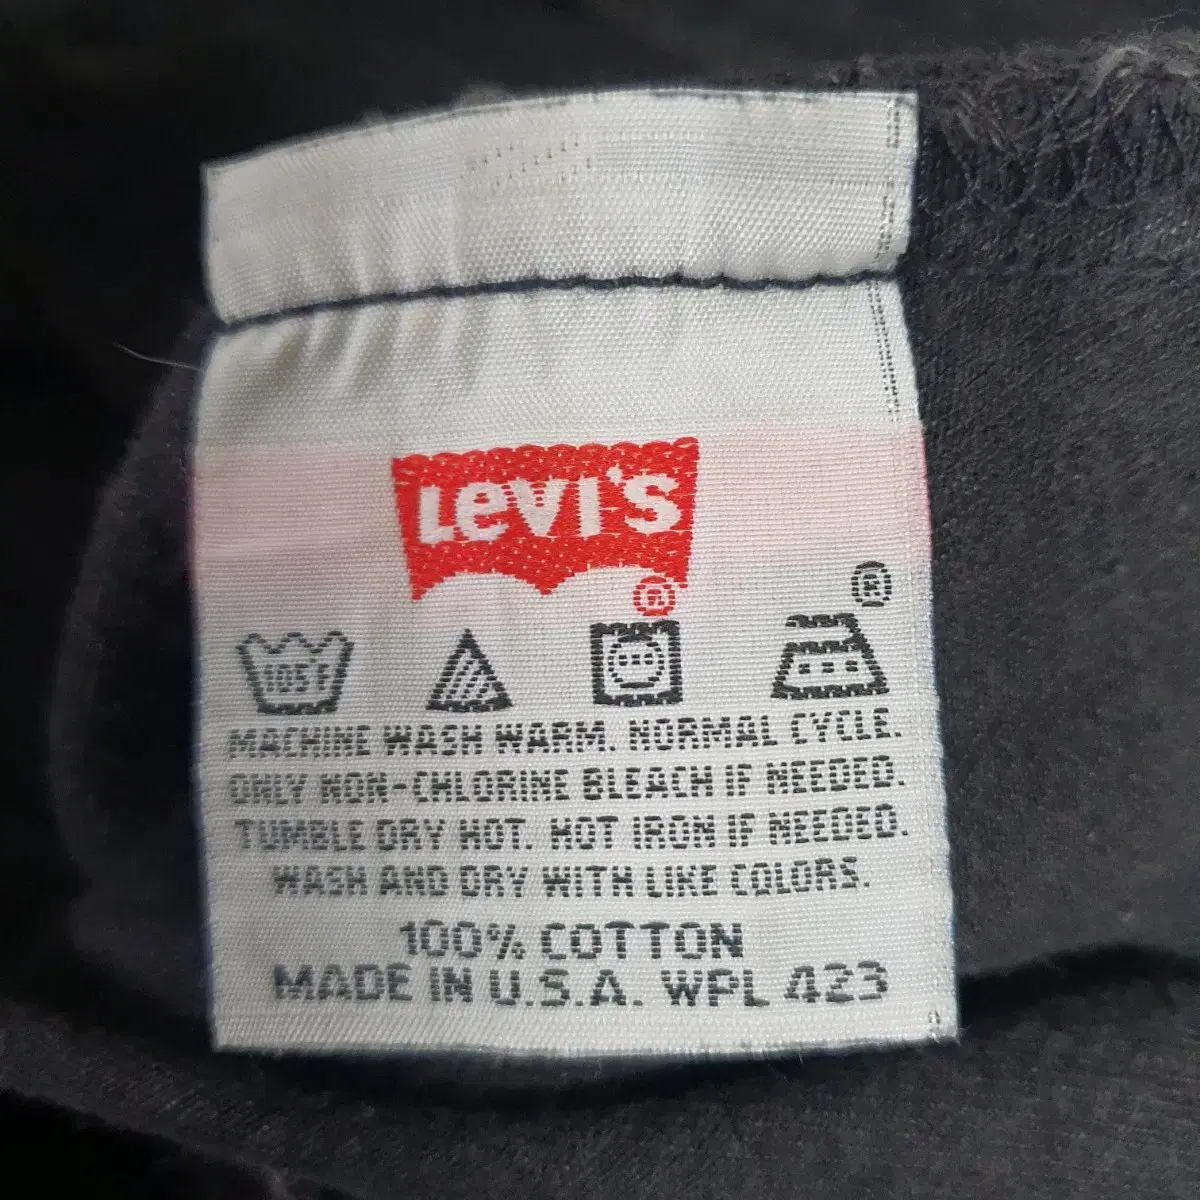 LEVI'S
®
®
105°F
MACHINE WASH WARM. NORMAL CYCLE.
ONLY NON-CHLORINE BLEACH IF NEEDED.
TUMBLE DRY HOT. HOT IRON IF NEEDED.
WASH AND DRY WITH LIKE COLORS.
100% COTTON
MADE IN U.S.A. WPL 423